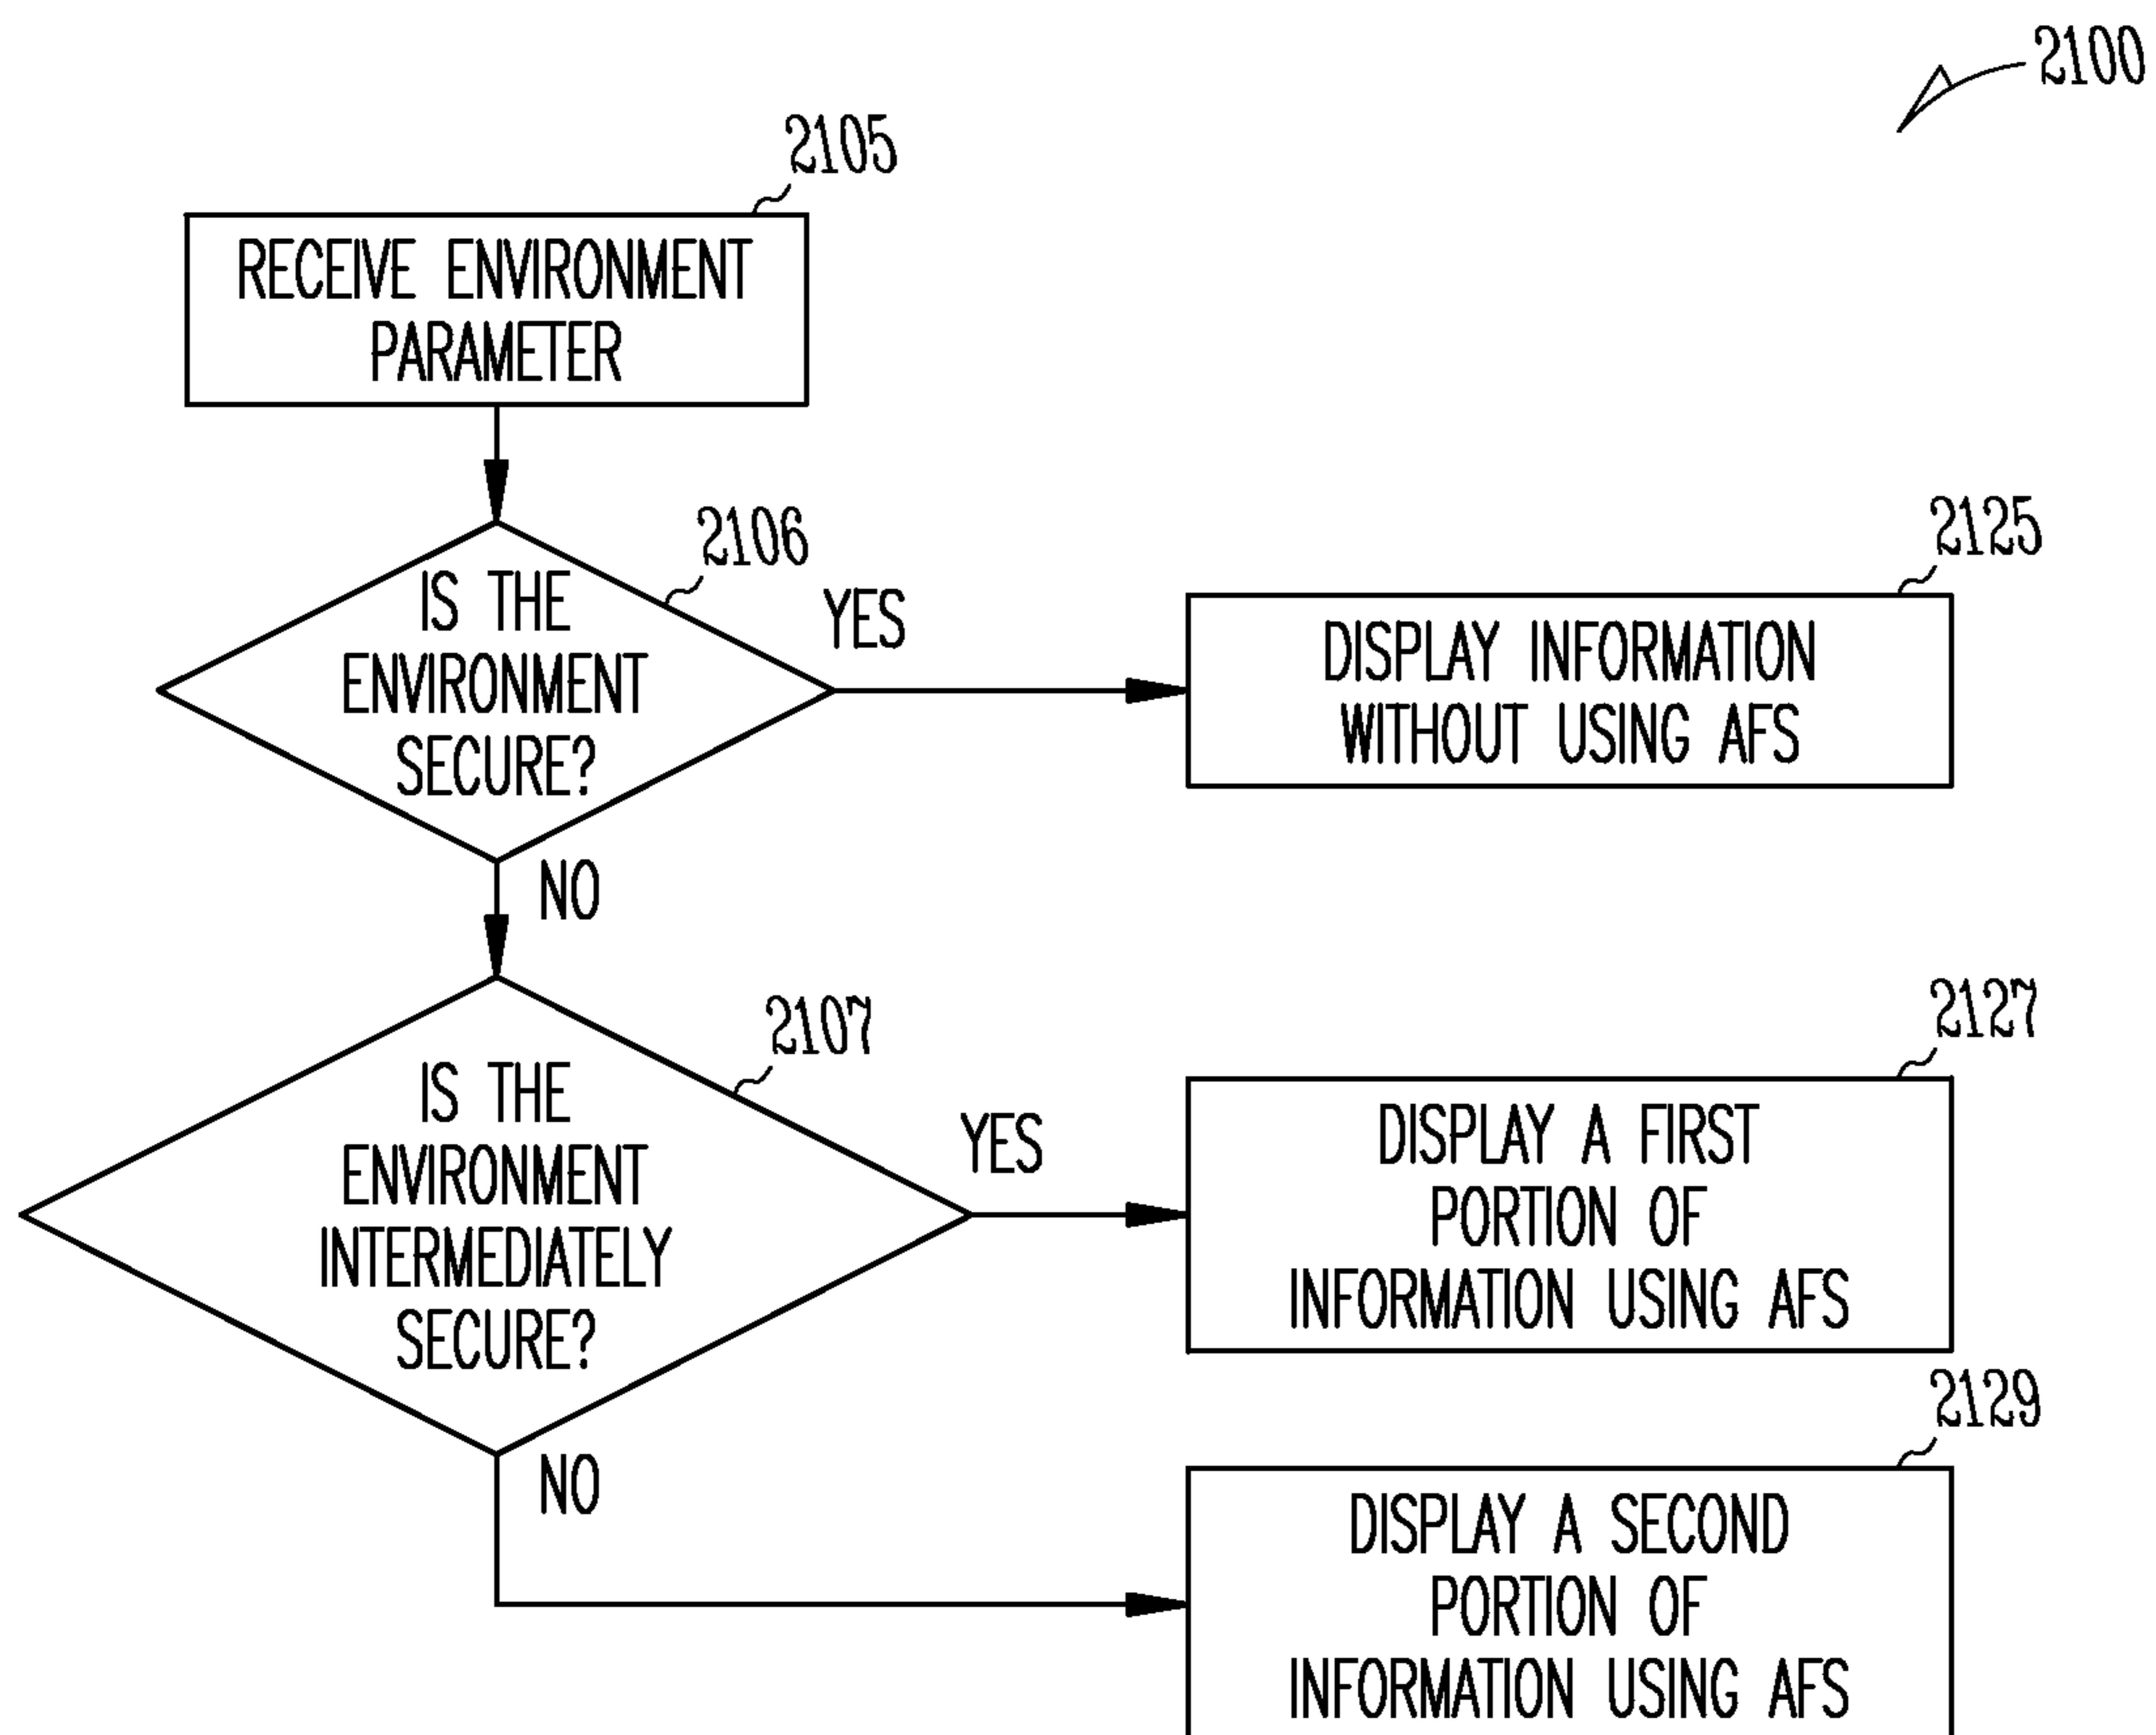 2100
2105
RECEIVE ENVIRONMENT
PARAMETER
2106
IS THE
ENVIRONMENT
SECURE?
YES
2125
DISPLAY INFORMATION
WITHOUT USING AFS
NO
2107
IS THE
ENVIRONMENT
INTERMEDIATELY
SECURE?
YES
2127
DISPLAY A FIRST
PORTION OF
INFORMATION USING AFS
NO
2129
DISPLAY A SECOND
PORTION OF
INFORMATION USING AFS